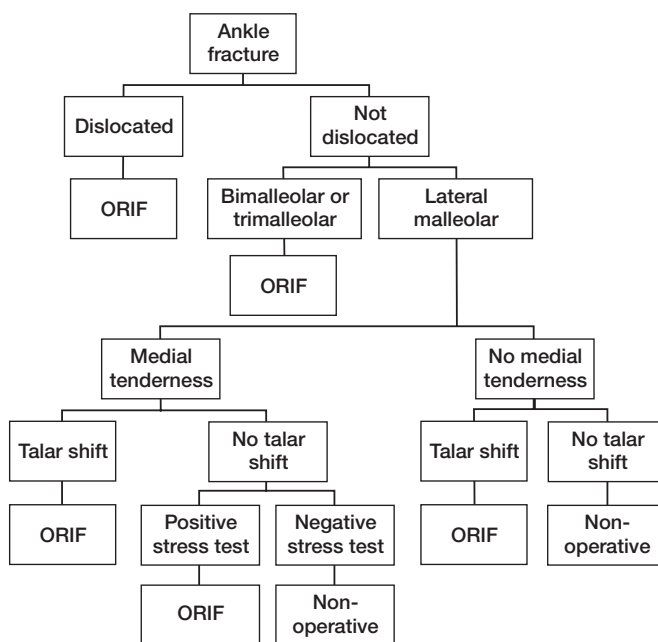 Ankle
fracture
Dislocated
Not
dislocated
ORIF
Bimalleolar or
trimalleolar
Lateral
malleolar
ORIF
Medial
tenderness
No medial
tenderness
Talar shift
No talar
shift
Talar shift
No talar
shift
ORIF
Positive
stress test
Negative
stress test
ORIF
Non-
operative
ORIF
Non-
operative